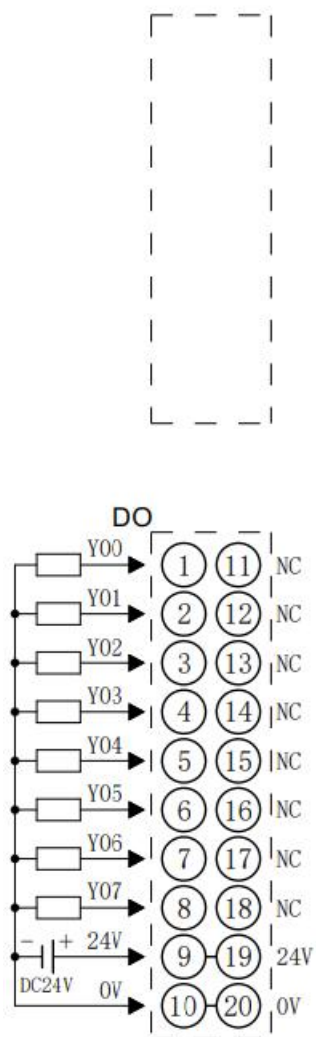 DO
Y00 1 11 NC
Y01 2 12 NC
Y02 3 13 NC
Y03 4 14 NC
Y04 5 15 NC
Y05 6 16 NC
Y06 7 17 NC
Y07 8 18 NC
- + 24V 9 19 24V
DC24V 0V 10 20 0V